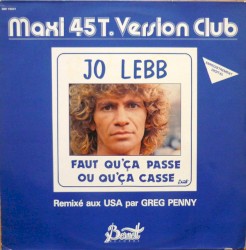 Maxi 45T. Version Club
JO LEBB
FAUT QU'ÇA PASSE
OU QU'ÇA CASSE
Remixé aux USA par GREG PENNY